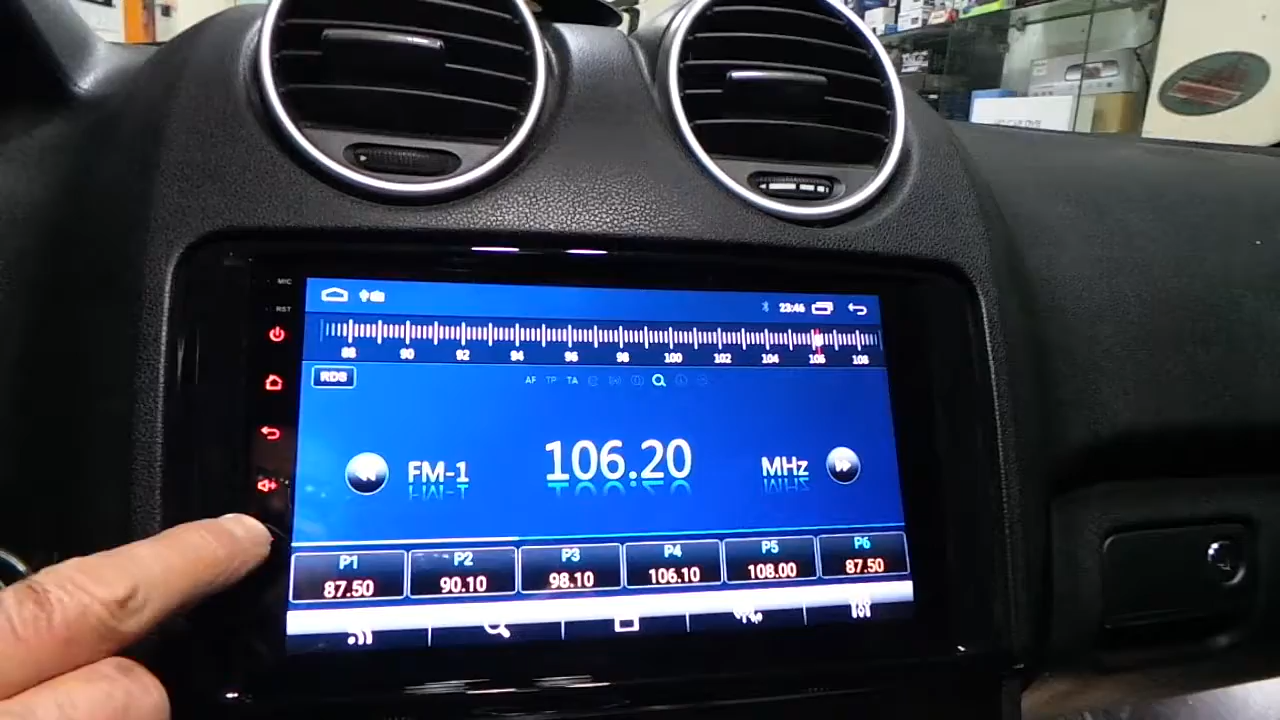 MIC
RST
23:46
88 90 92 94 96 98 100 102 104 106 108
RDS
AF TP TA
FM-1 106.20 MHz
P1 P2 P3 P4 P5 P6
87.50 90.10 98.10 106.10 108.00 87.50